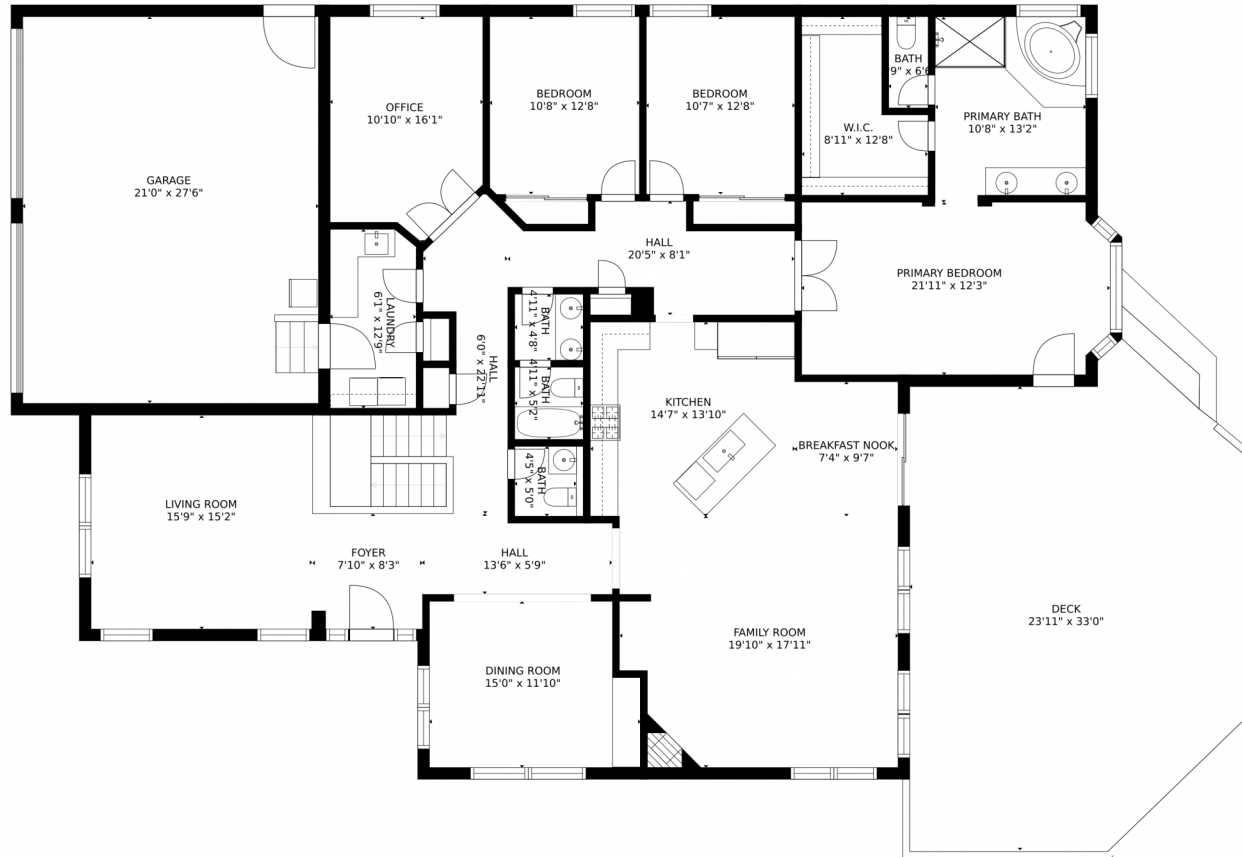 GARAGE
21'0" x 27'6"
OFFICE
10'10" x 16'1"
BEDROOM
10'8" x 12'8"
BEDROOM
10'7" x 12'8"
W.I.C.
8'11" x 12'8"
BATH
9" x 6'6
PRIMARY BATH
10'8" x 13'2"
HALL
20'5" x 8'1"
PRIMARY BEDROOM
21'11" x 12'3"
LAUNDRY
6'1" x 12'9"
HALL
6'0" x 22'11"
BATH
4'11" x 4'8"
BATH
4'11" x 5'2"
BATH
4'5" x 5'0"
KITCHEN
14'7" x 13'10"
BREAKFAST NOOK
7'4" x 9'7"
LIVING ROOM
15'9" x 15'2"
FOYER
7'10" x 8'3"
HALL
13'6" x 5'9"
DINING ROOM
15'0" x 11'10"
FAMILY ROOM
19'10" x 17'11"
DECK
23'11" x 33'0"